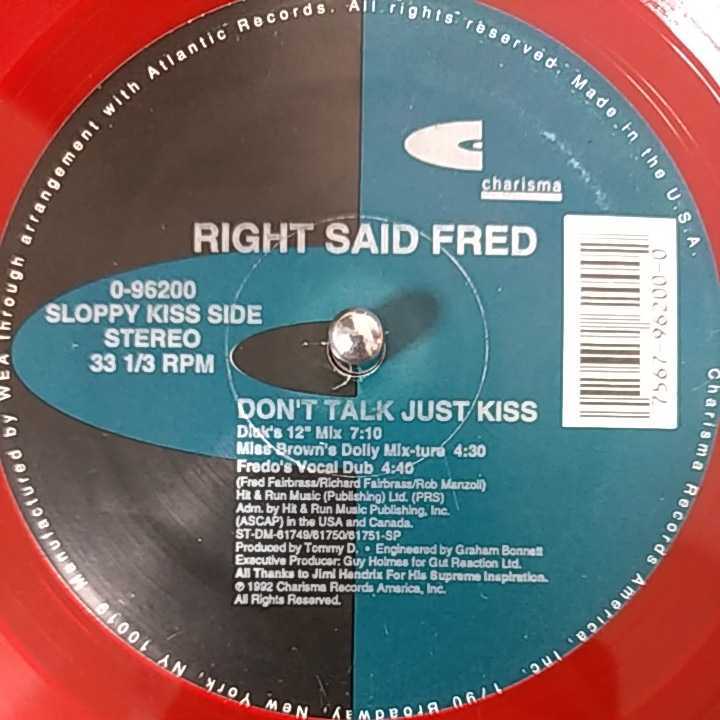 charisma
RIGHT SAID FRED
0-96200
SLOPPY KISS SIDE
STEREO
33 1/3 RPM
7567-96200-0
DON'T TALK JUST KISS
Dick's 12" Mix 7:10
Miss Brown's Dolly Mix-ture 4:30
Fredo's Vocal Dub 4:40
(Fred Fairbrass/Richard Fairbrass/Rob Manzoli)
Hit & Run Music (Publishing) Ltd. (PRS)
Adm. by Hit & Run Music Publishing, Inc.
(ASCAP) in the USA and Canada.
ST-DM-61749/61750/61751-SP
Produced by Tommy D. • Engineered by Graham Bonnett
Executive Producer: Guy Holmes for Gut Reaction Ltd.
All Thanks to Jimi Hendrix For His Supreme Inspiration.
℗ 1992 Charisma Records America, Inc.
All Rights Reserved.
Charisma Records America, Inc. 1790 Broadway, New York, NY 10019 Manufactured by WEA through arrangement with Atlantic Records. All rights reserved. Made in the U.S.A.